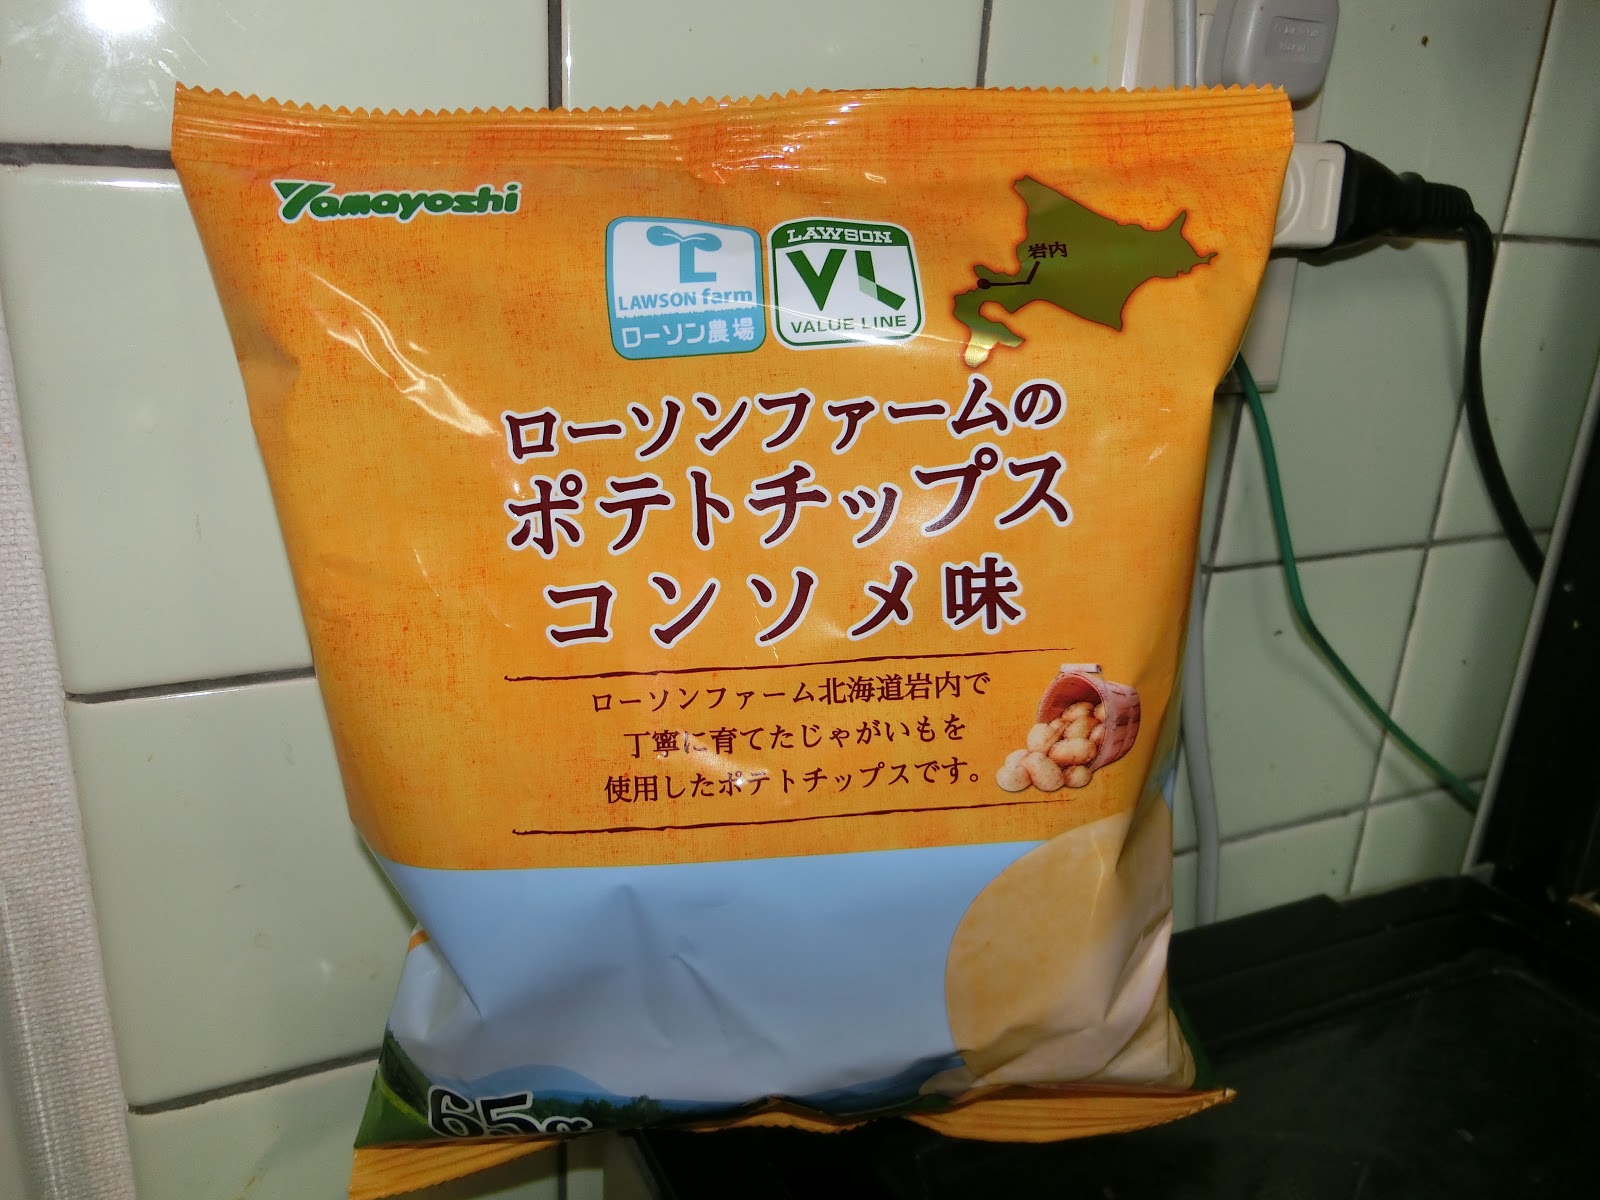 Yamayoshi
LAWSON farm
ローソン農場
LAWSON
VL
VALUE LINE
岩内
ローソンファームの
ポテトチップス
コンソメ味
ローソンファーム北海道岩内で
丁寧に育てたじゃがいもを
使用したポテトチップスです。
65g